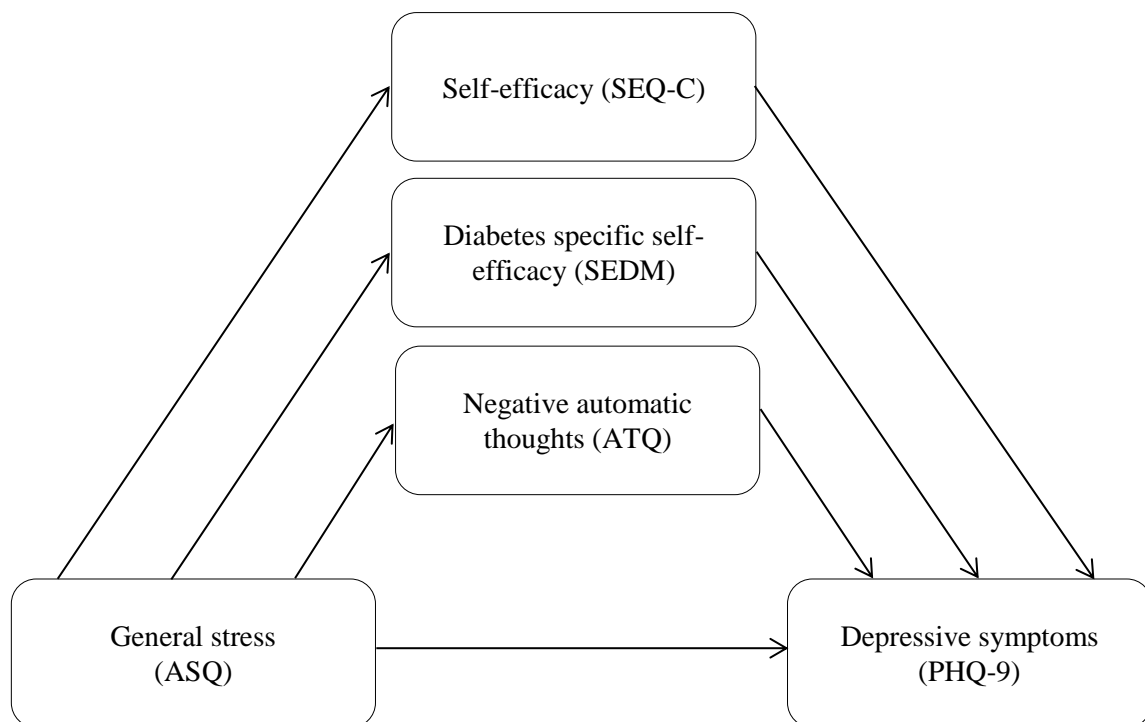 Self-efficacy (SEQ-C)
Diabetes specific self-
efficacy (SEDM)
Negative automatic
thoughts (ATQ)
General stress
(ASQ)
Depressive symptoms
(PHQ-9)